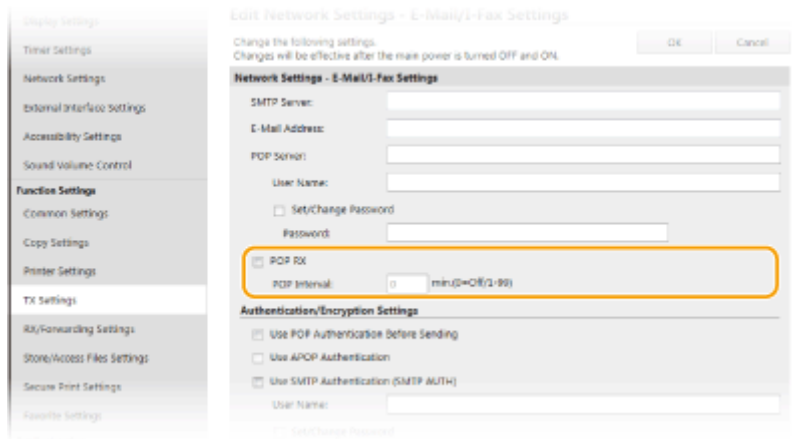 Display Settings
Timer Settings
Network Settings
External Interface Settings
Accessibility Settings
Sound Volume Control
Function Settings
Common Settings
Copy Settings
Printer Settings
TX Settings
RX/Forwarding Settings
Store/Access Files Settings
Secure Print Settings
Favorite Settings
Edit Network Settings - E-Mail/I-Fax Settings
Change the following settings.
Changes will be effective after the main power is turned OFF and ON.
OK
Cancel
Network Settings - E-Mail/I-Fax Settings
SMTP Server:
E-Mail Address:
POP Server:
User Name:
Set/Change Password
Password:
POP RX
POP Interval: 0 min.(0=Off/1-99)
Authentication/Encryption Settings
Use POP Authentication Before Sending
Use APOP Authentication
Use SMTP Authentication (SMTP AUTH)
User Name:
Set/Change Password